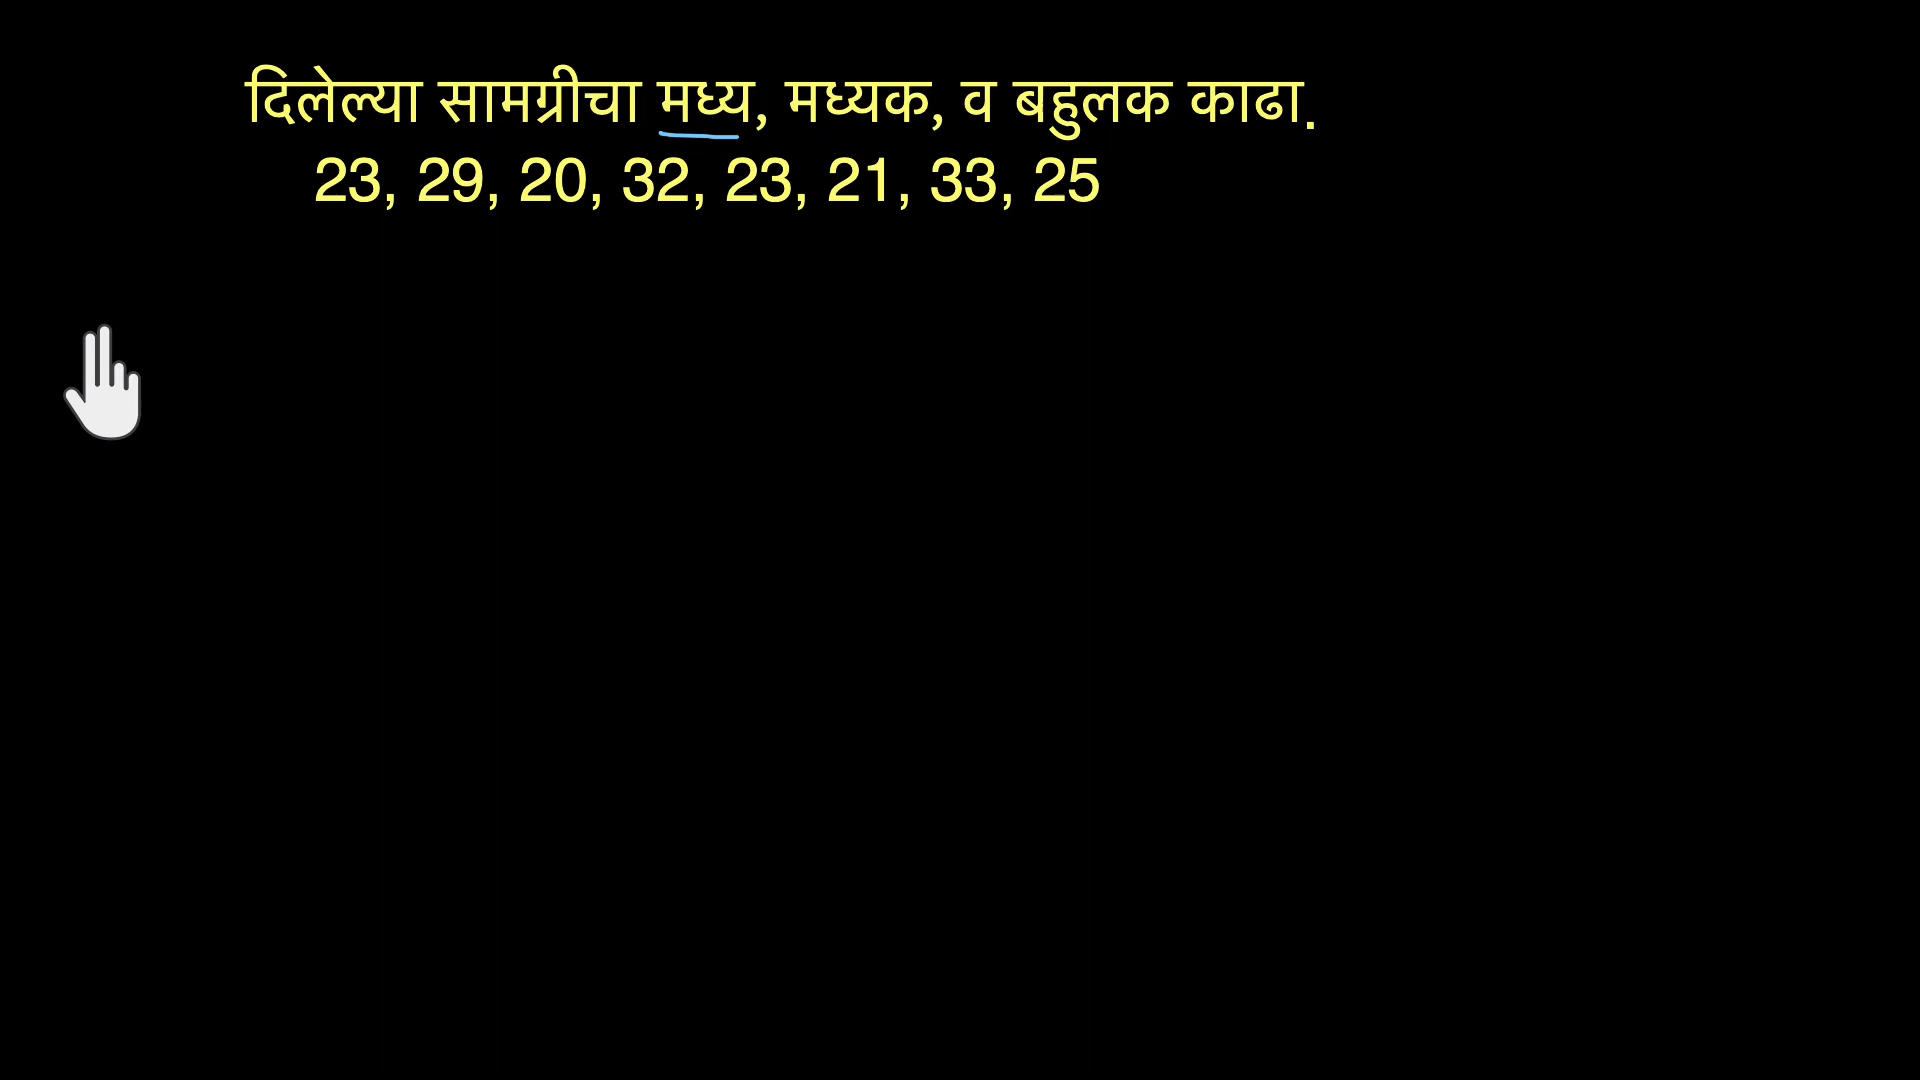 दिलेल्या सामग्रीचा मध्य, मध्यक, व बहुलक काढा.
23, 29, 20, 32, 23, 21, 33, 25